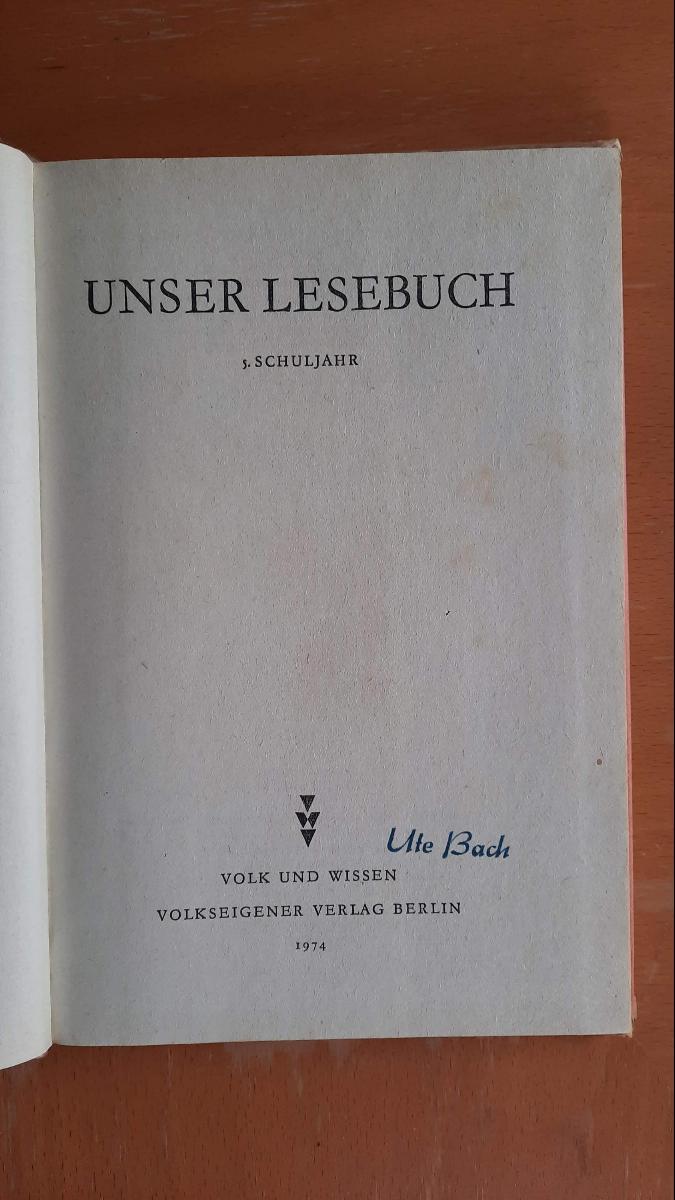 UNSER LESEBUCH
5. SCHULJAHR
Ute Bach
VOLK UND WISSEN
VOLKSEIGENER VERLAG BERLIN
1974